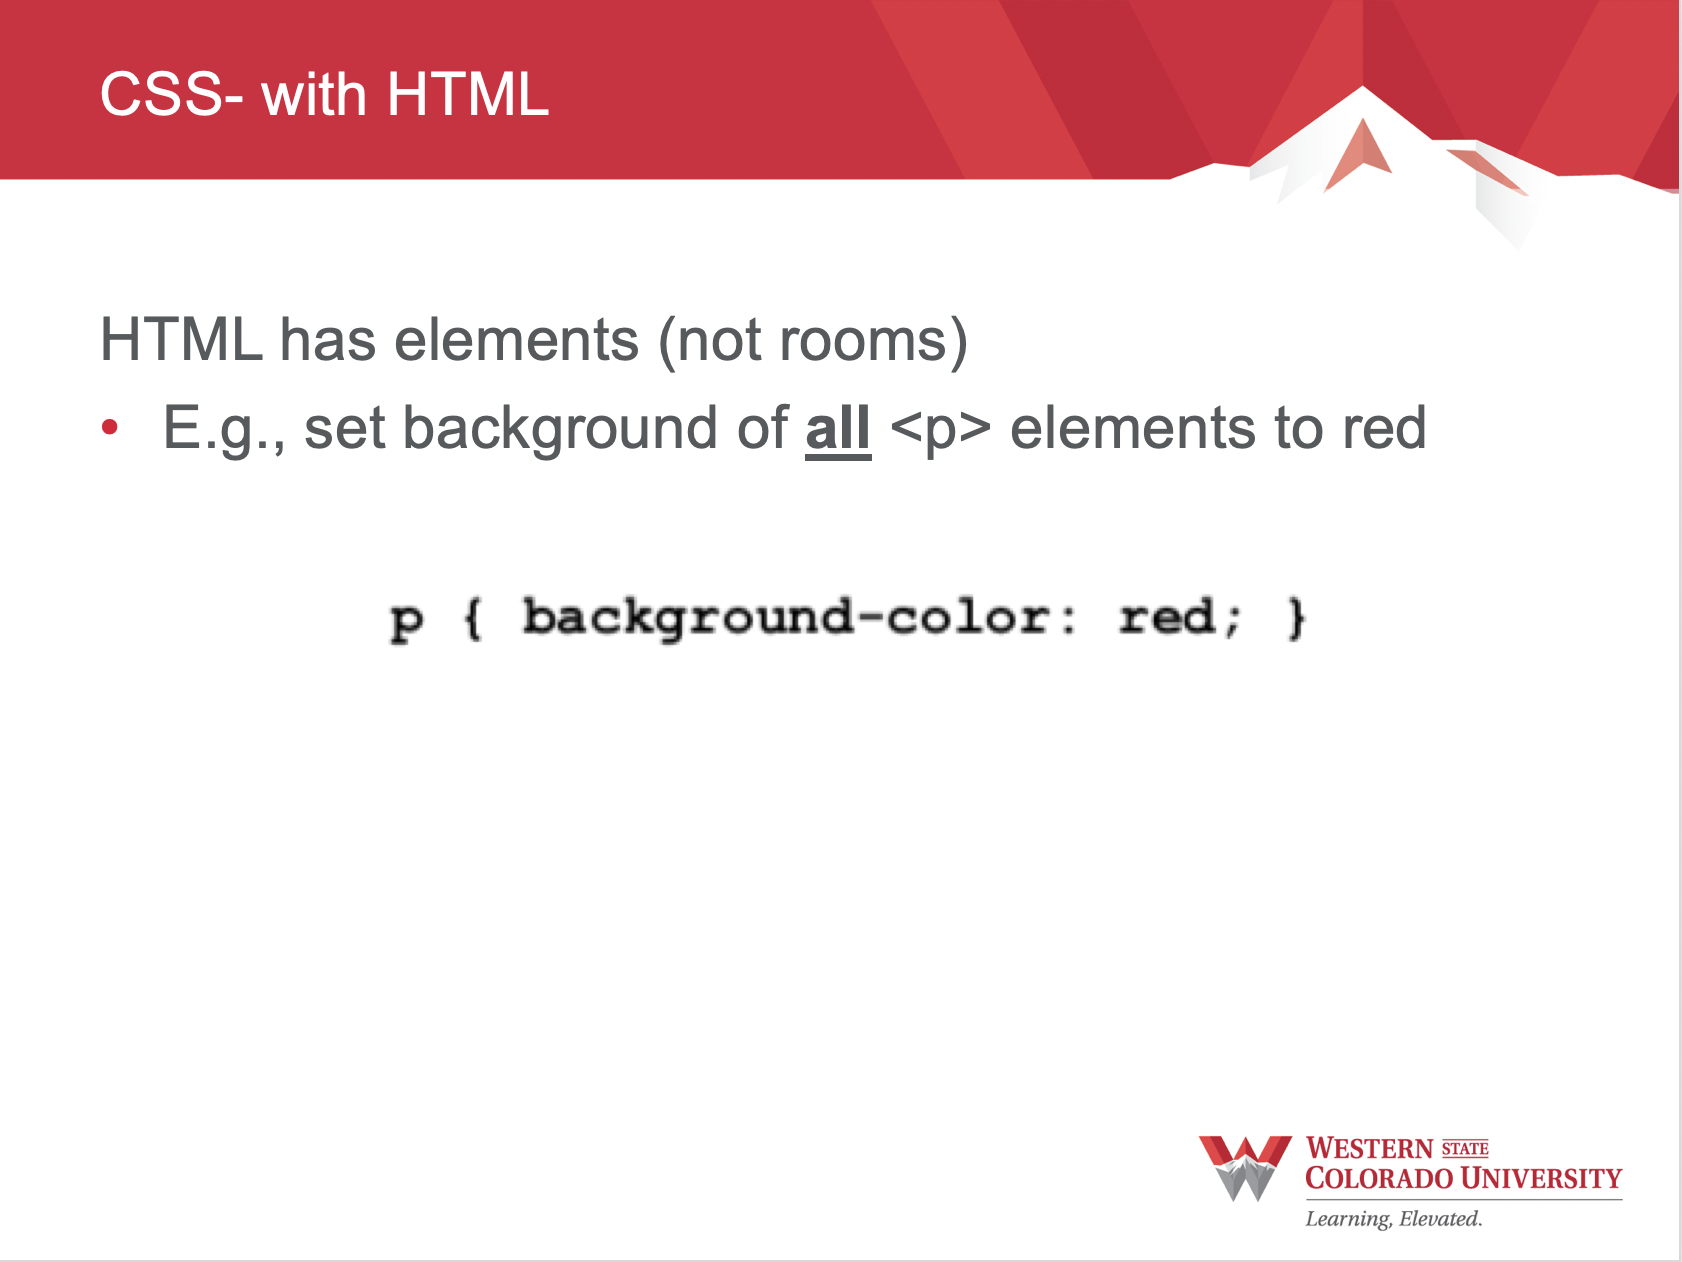 CSS- with HTML
HTML has elements (not rooms)
• E.g., set background of all <p> elements to red
p { background-color: red; }
WESTERN STATE
COLORADO UNIVERSITY
Learning, Elevated.